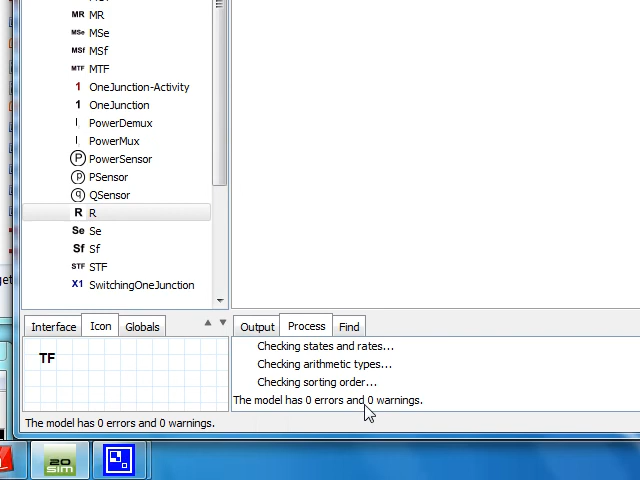 MR MR
MSe MSe
MSf MSf
MTF MTF
1 OneJunction-Activity
1 OneJunction
PowerDemux
PowerMux
P PowerSensor
P PSensor
q QSensor
R R
Se Se
Sf Sf
STF STF
X1 SwitchingOneJunction
Interface Icon Globals
TF
Output Process Find
Checking states and rates...
Checking arithmetic types...
Checking sorting order...
The model has 0 errors and 0 warnings.
The model has 0 errors and 0 warnings.
20
SIM